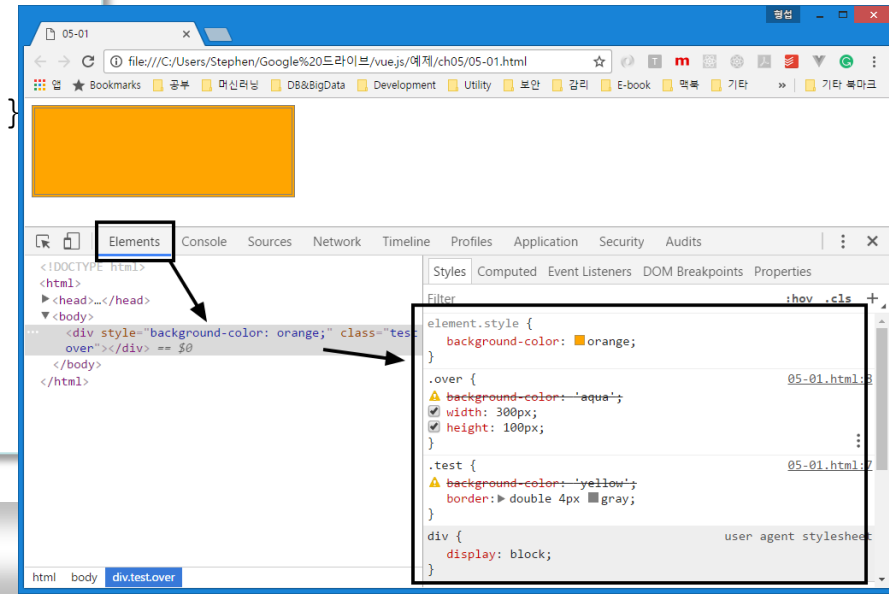 형섭
05-01
file:///C:/Users/Stephen/Google%20드라이브/vue.js/예제/ch05/05-01.html
앱 Bookmarks 공부 머신러닝 DB&BigData Development Utility 보안 감리 E-book 맥북 기타 » 기타 북마크
}
Elements Console Sources Network Timeline Profiles Application Security Audits
<!DOCTYPE html>
<html>
<head>…</head>
<body>
<div style="background-color: orange;" class="test
over"></div> == $0
</body>
</html>
html body div.test.over
Styles Computed Event Listeners DOM Breakpoints Properties
Filter :hov .cls +
element.style {
background-color: orange;
}
.over { 05-01.html:8
background-color: 'aqua';
width: 300px;
height: 100px;
}
.test { 05-01.html:7
background-color: 'yellow';
border: double 4px gray;
}
div { user agent stylesheet
display: block;
}